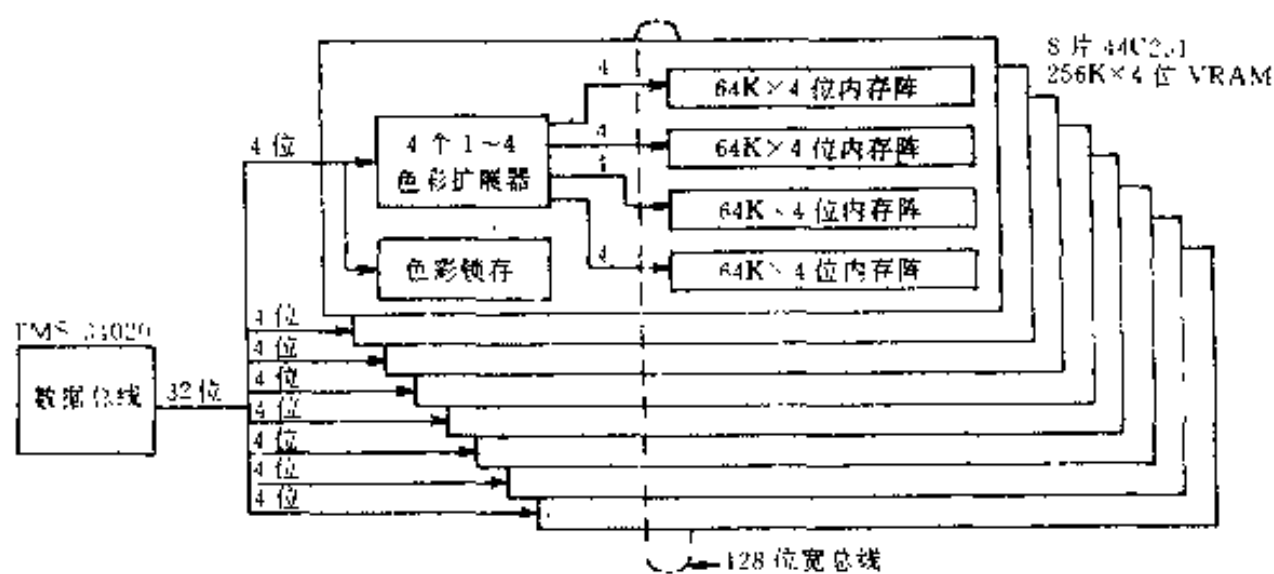 8 片 44C251
256K×4 位 VRAM
4
64K×4 位内存阵
4 位
4 个 1～4
色彩扩展器
4
64K×4 位内存阵
4
64K×4 位内存阵
色彩锁存
4
64K×4 位内存阵
TMS 34020
数据总线
32 位
4 位
4 位
4 位
4 位
4 位
4 位
4 位
128 位宽总线